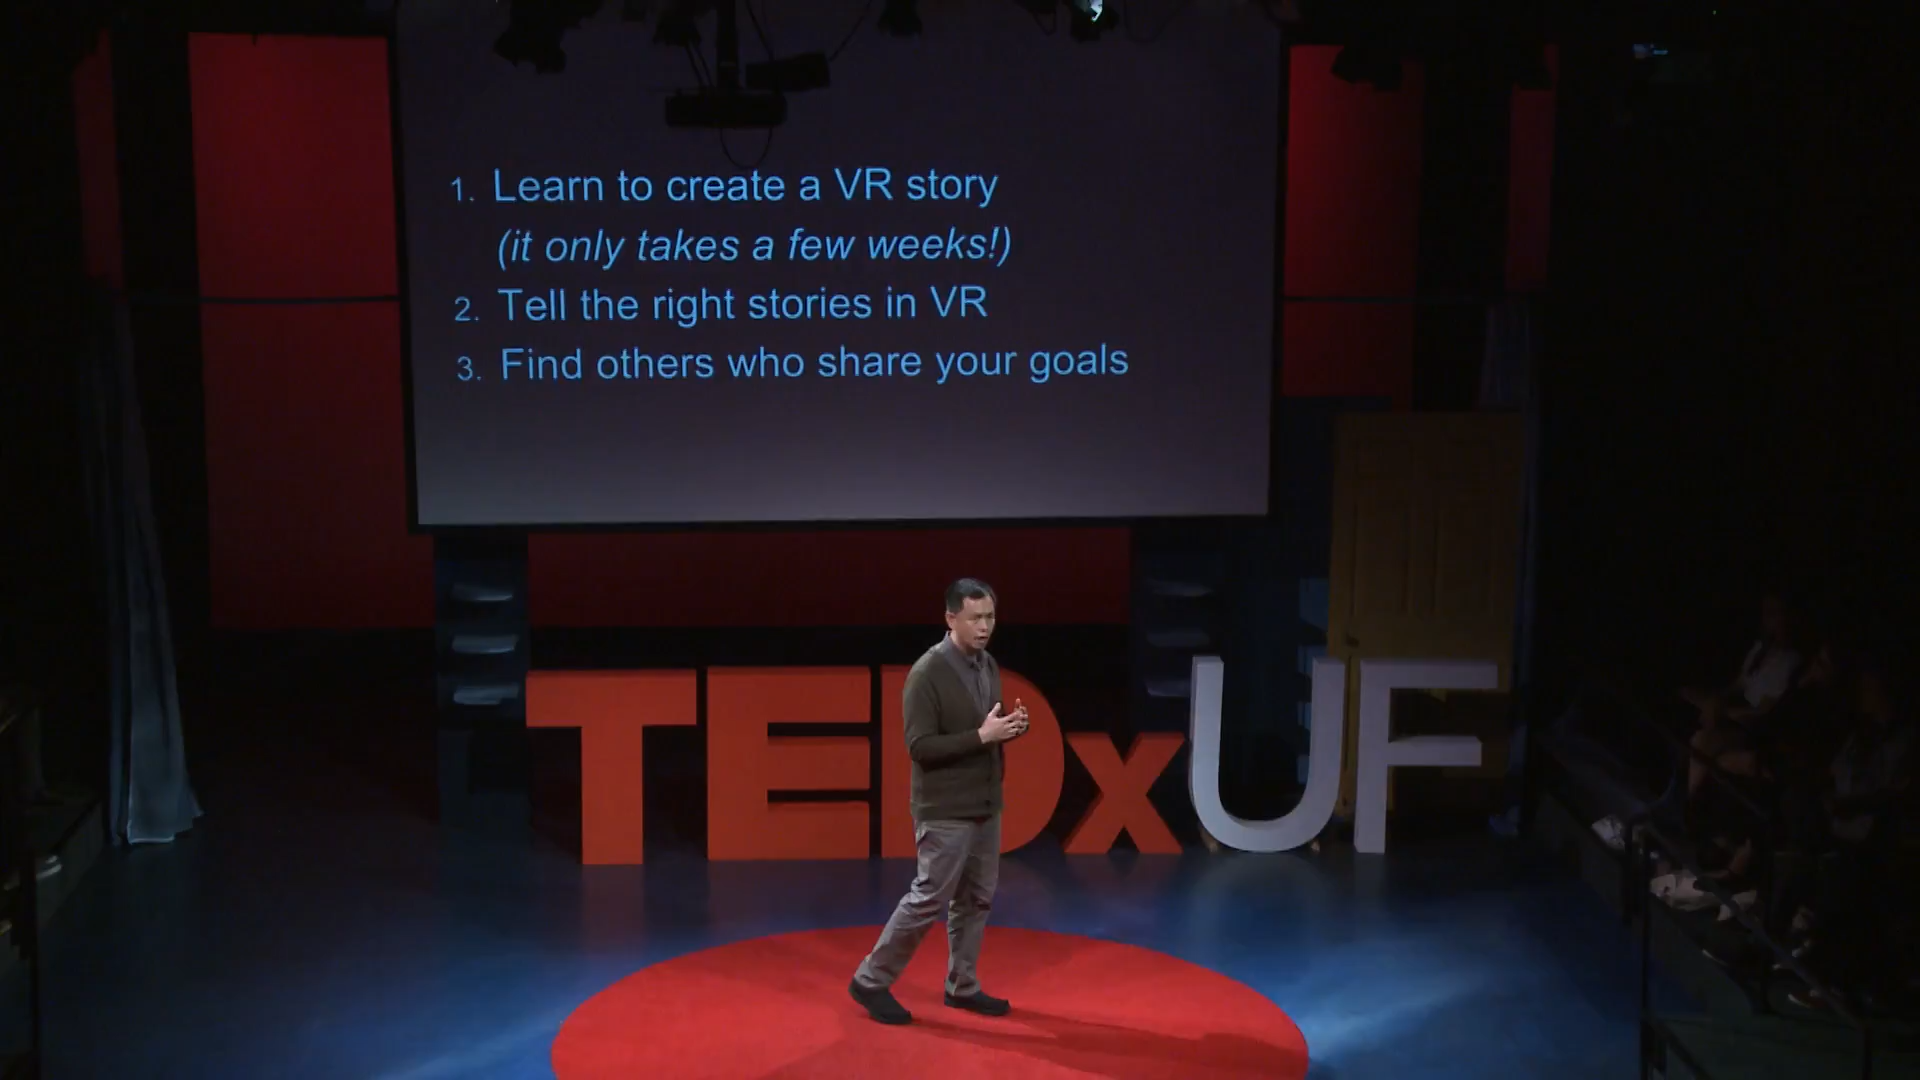 1. Learn to create a VR story
(it only takes a few weeks!)
2. Tell the right stories in VR
3. Find others who share your goals
TEDxUF